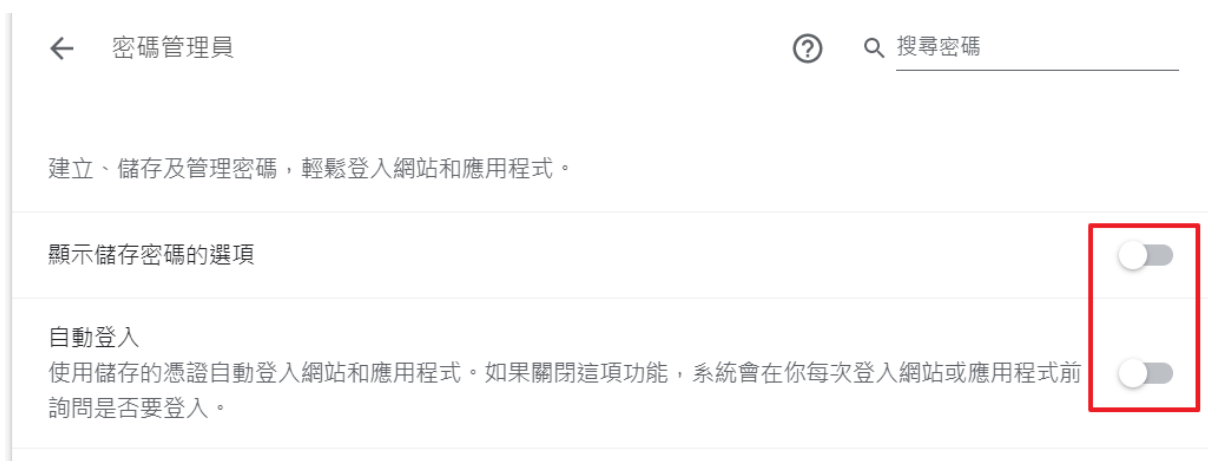 密碼管理員
搜尋密碼
建立、儲存及管理密碼,輕鬆登入網站和應用程式。
顯示儲存密碼的選項
自動登入
使用儲存的憑證自動登入網站和應用程式。如果關閉這項功能,系統會在你每次登入網站或應用程式前
詢問是否要登入。